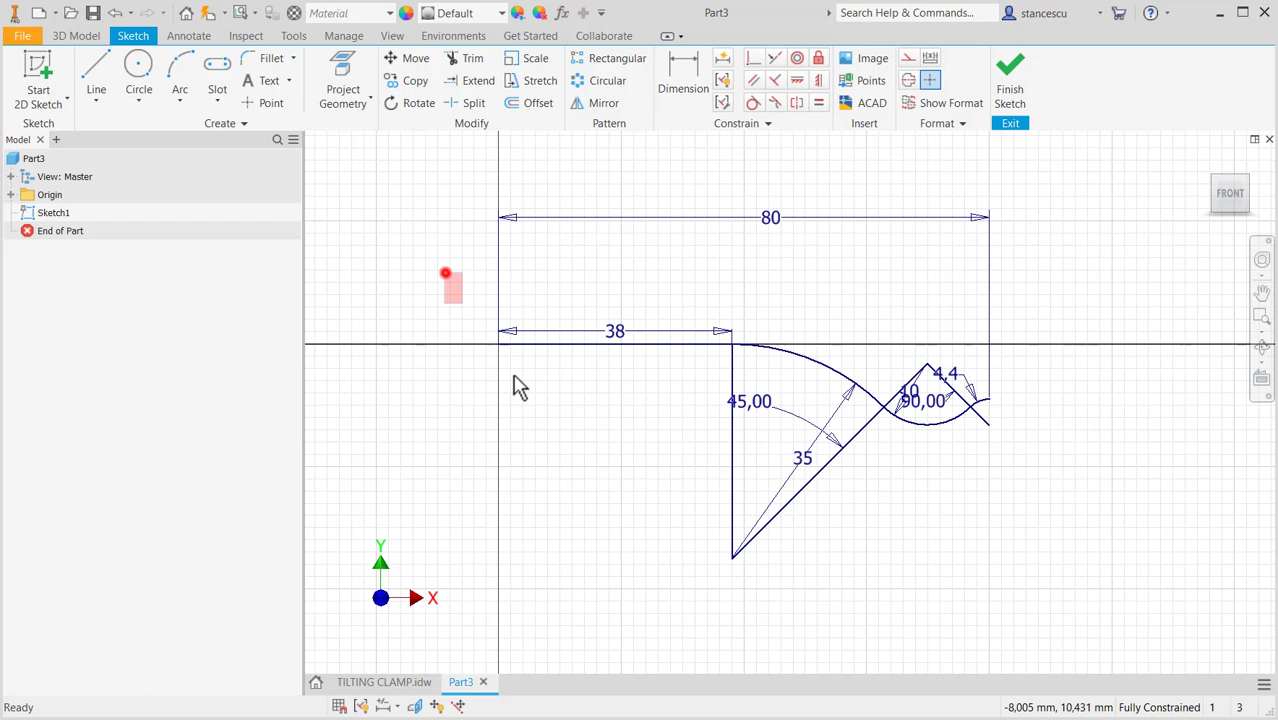 Material
Default
Part3
Search Help & Commands...
stancescu
File
3D Model
Sketch
Annotate
Inspect
Tools
Manage
View
Environments
Get Started
Collaborate
Start
2D Sketch
Line
Circle
Arc
Slot
Fillet
Text
Point
Project
Geometry
Move
Copy
Rotate
Trim
Extend
Split
Scale
Stretch
Offset
Rectangular
Circular
Mirror
Dimension
Image
Points
ACAD
Show Format
Finish
Sketch
Sketch
Create
Modify
Pattern
Constrain
Insert
Format
Exit
Model
Part3
View: Master
Origin
Sketch1
End of Part
FRONT
80
38
45,00
35
10
90,00
4,4
Y
X
TILTING CLAMP.idw
Part3
Ready
-8,005 mm, 10,431 mm
Fully Constrained
1
3